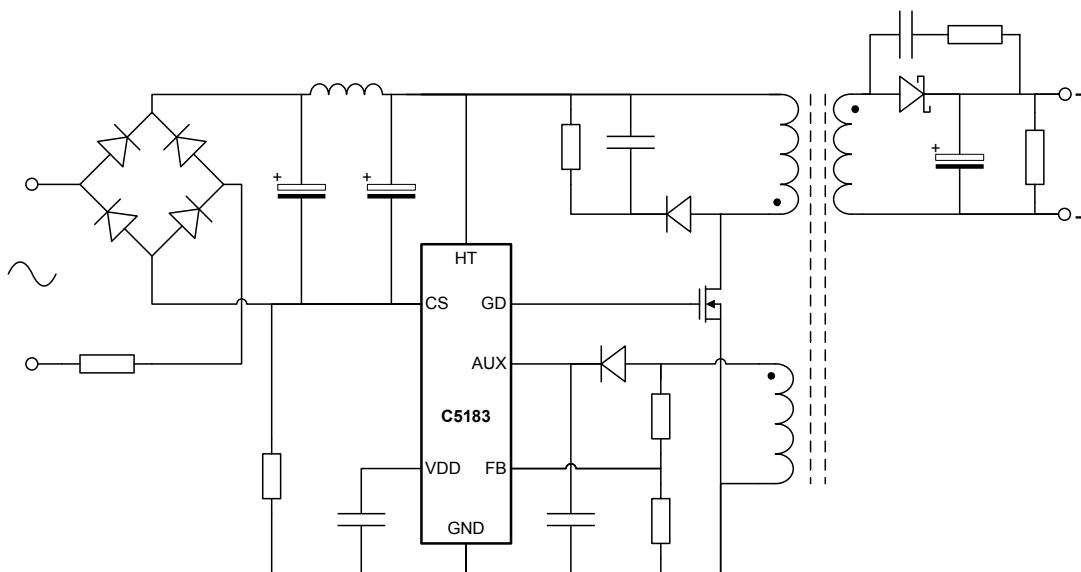 +
+
+
HT
CS
GD
AUX
C5183
VDD
FB
GND